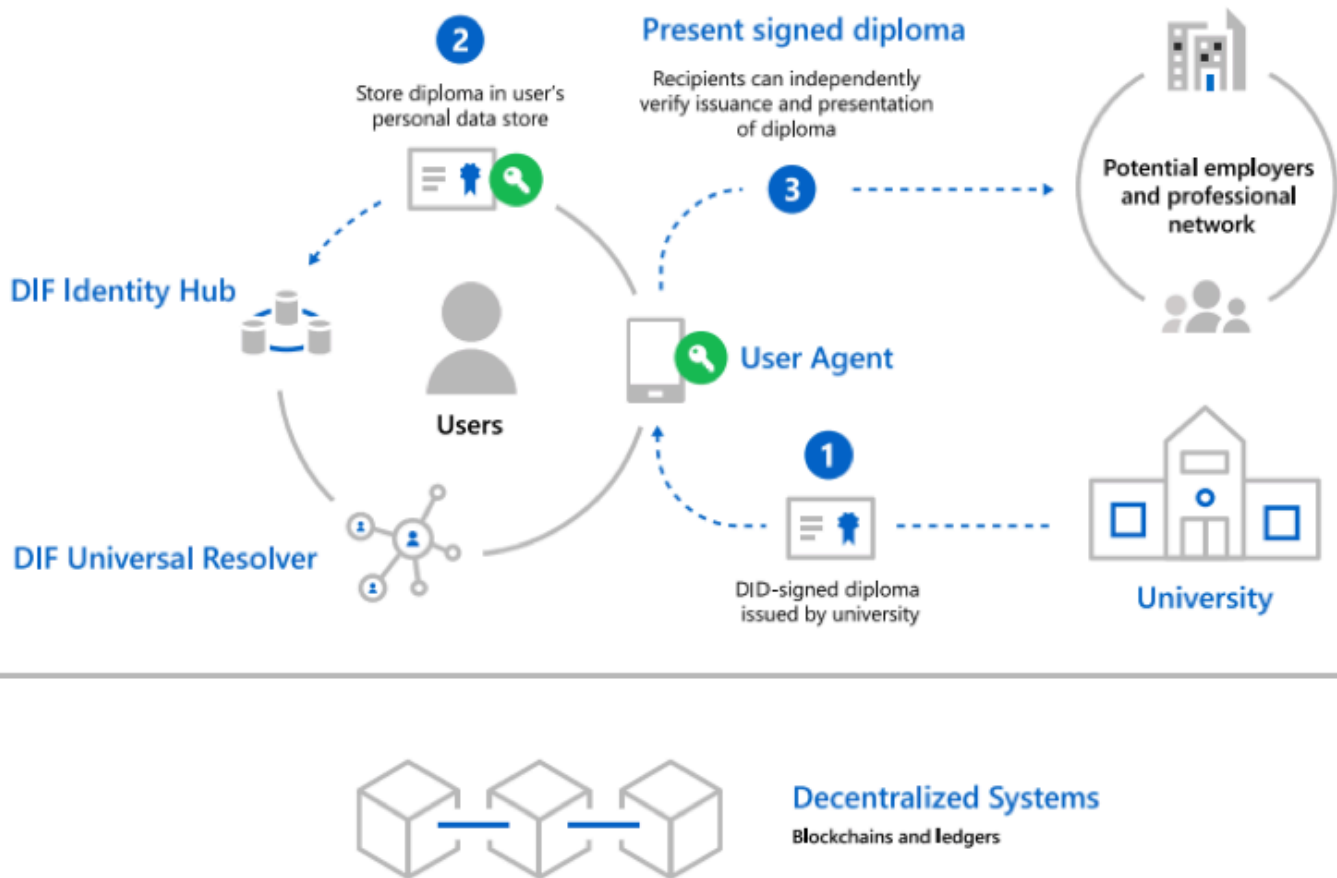 2
Store diploma in user's
personal data store
Present signed diploma
Recipients can independently
verify issuance and presentation
of diploma
3
Potential employers
and professional
network
DIF Identity Hub
Users
User Agent
1
DID-signed diploma
issued by university
University
DIF Universal Resolver
Decentralized Systems
Blockchains and ledgers